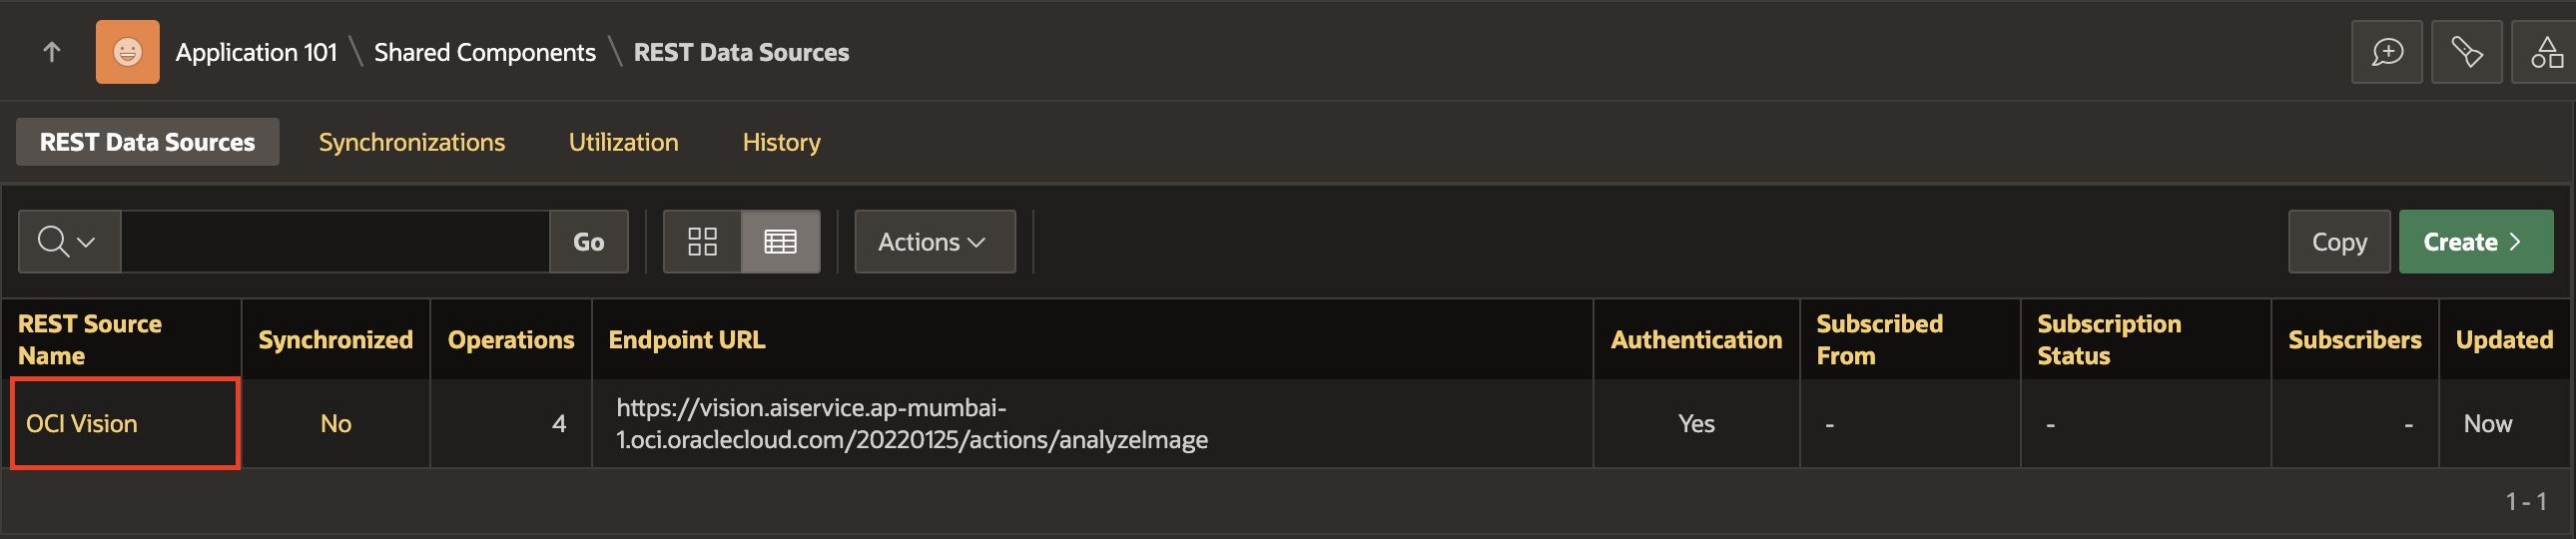 Application 101 \ Shared Components \ REST Data Sources
REST Data Sources Synchronizations Utilization History
Go Actions Copy Create
REST Source Name Synchronized Operations Endpoint URL Authentication Subscribed From Subscription Status Subscribers Updated
OCI Vision No 4 https://vision.aiservice.ap-mumbai-
1.oci.oraclecloud.com/20220125/actions/analyzeImage Yes - - - Now
1 - 1